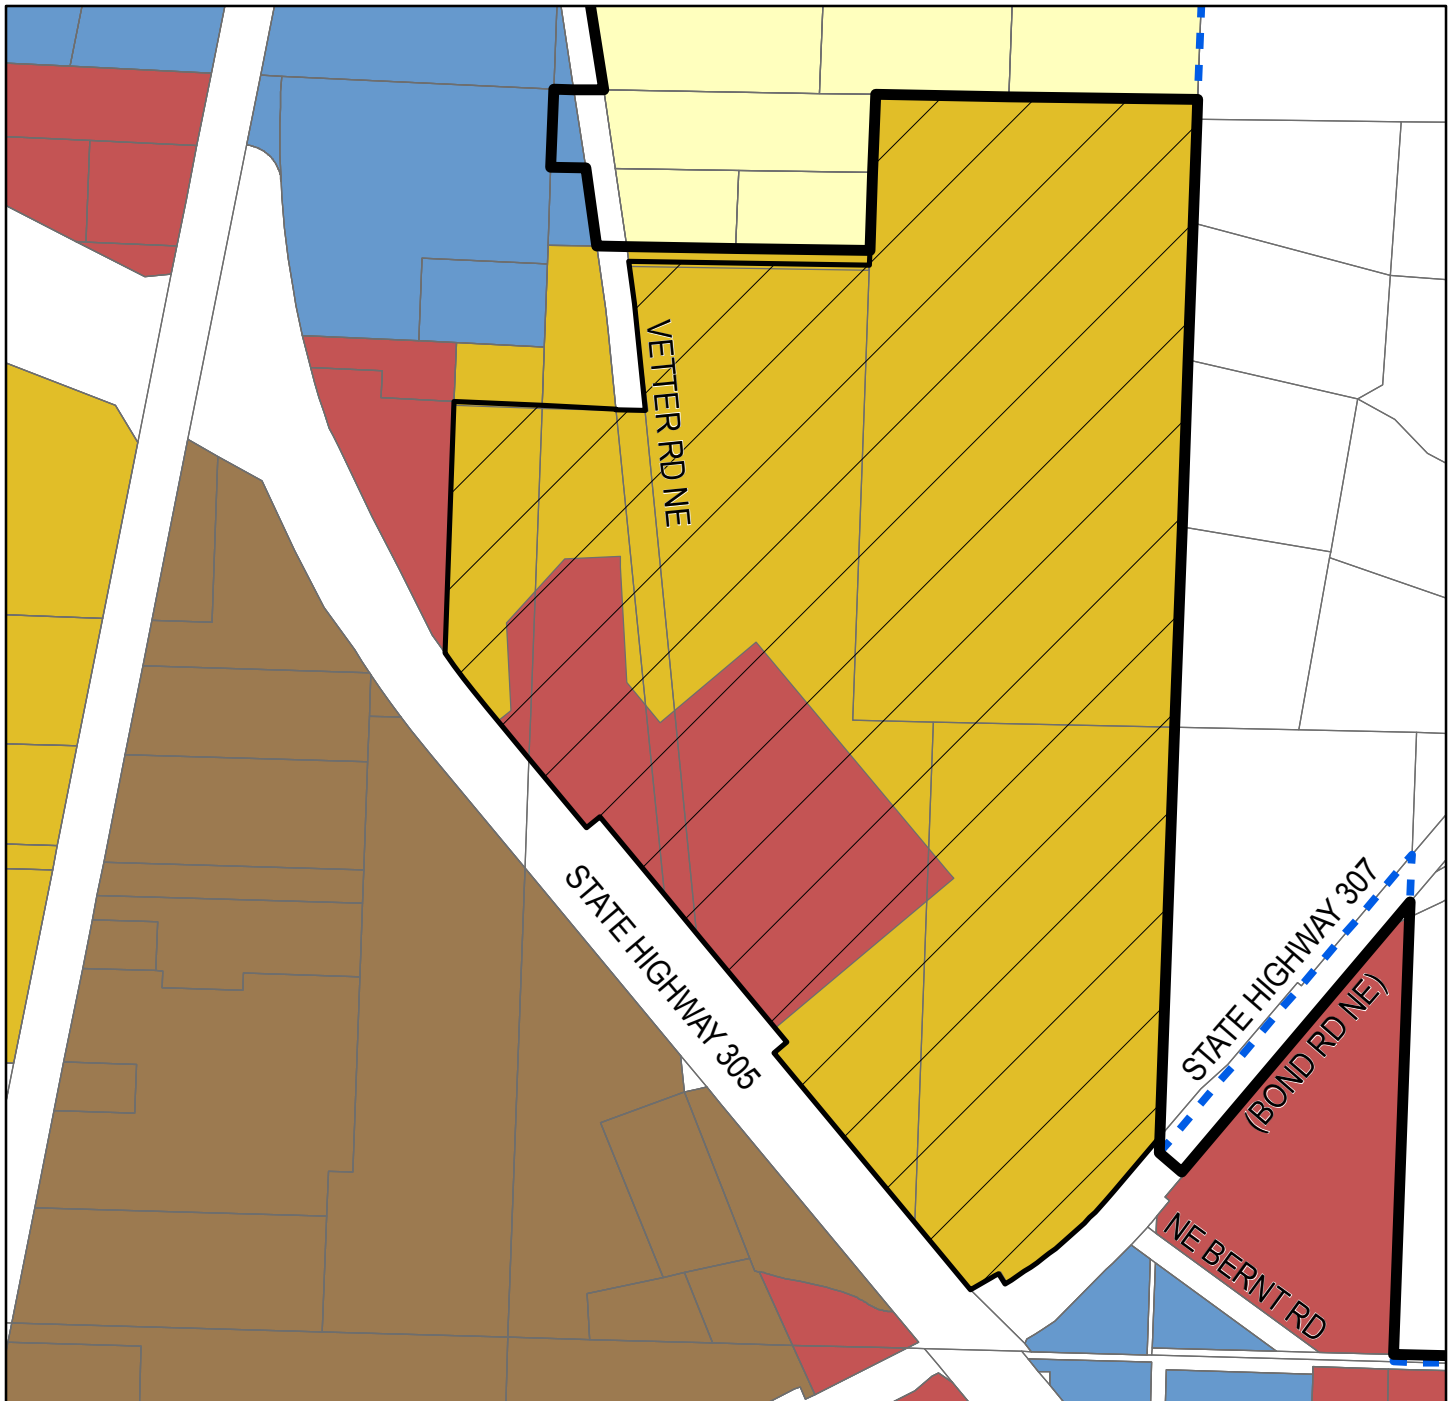 VETTER RD NE
STATE HIGHWAY 305
STATE HIGHWAY 307
(BOND RD NE)
NE BERNT RD